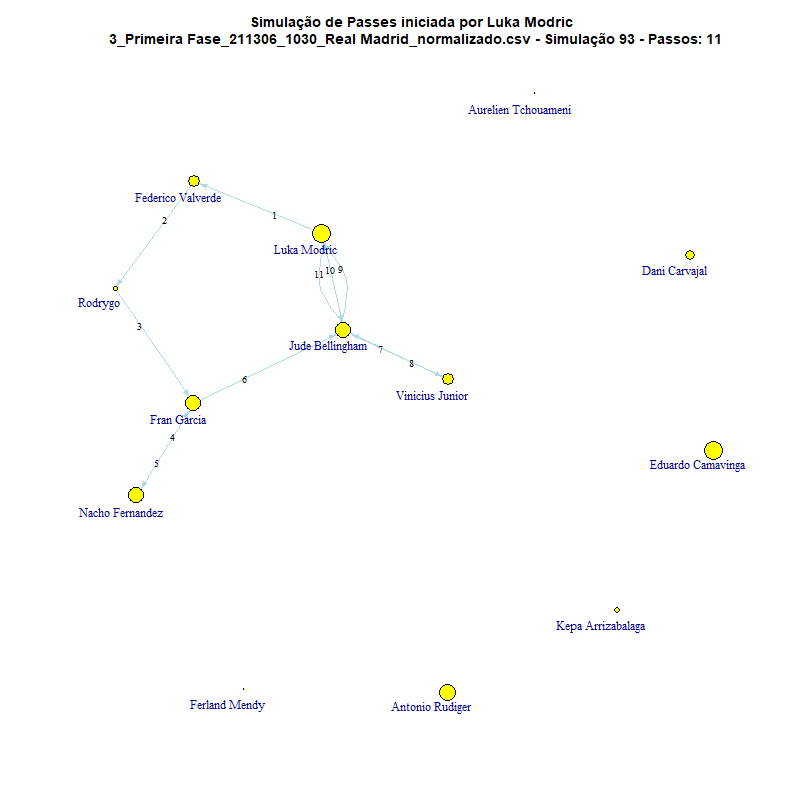 Simulação de Passes iniciada por Luka Modric
3_Primeira Fase_211306_1030_Real Madrid_normalizado.csv - Simulação 93 - Passos: 11
Aurelien Tchouameni
Federico Valverde
2
1
Luka Modric
Dani Carvajal
11
10
9
Rodrygo
3
Jude Bellingham
7
8
6
Vinicius Junior
Fran Garcia
4
5
Eduardo Camavinga
Nacho Fernandez
Kepa Arrizabalaga
Ferland Mendy
Antonio Rudiger